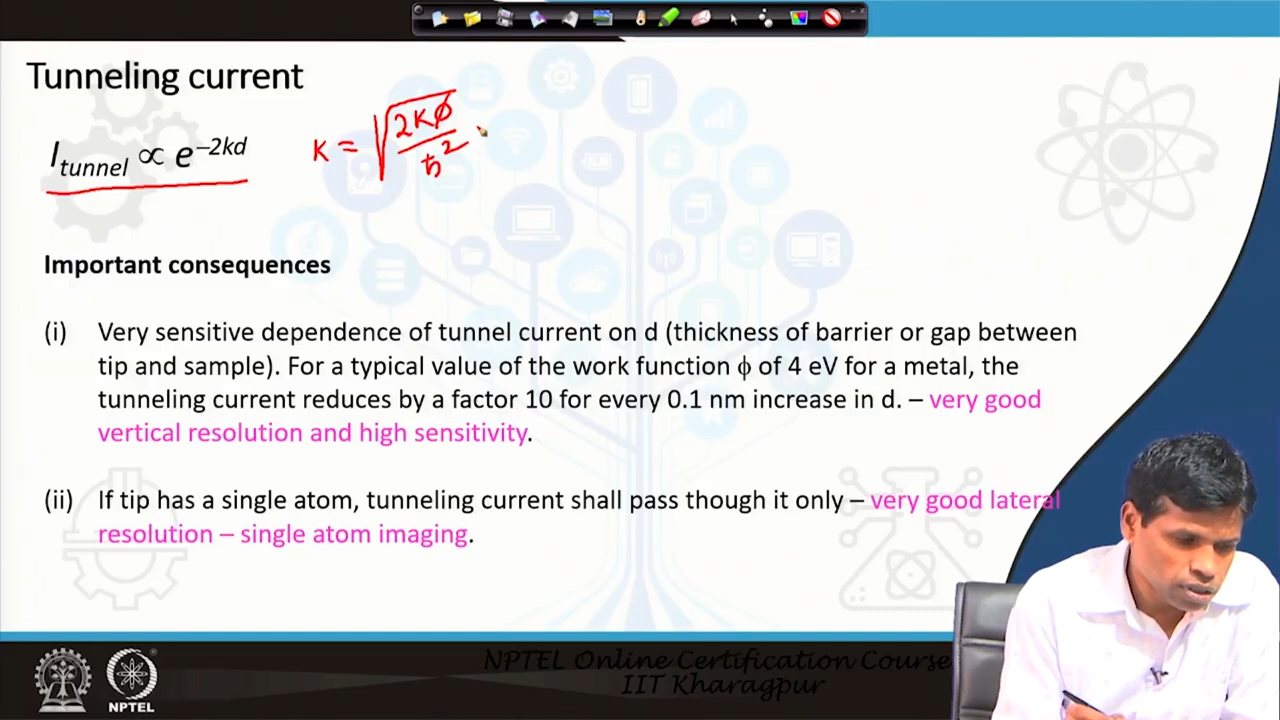 Tunneling current
I_tunnel ∝ e^–2kd
K = √(2Kϕ / ħ²)
Important consequences
(i) Very sensitive dependence of tunnel current on d (thickness of barrier or gap between
tip and sample). For a typical value of the work function ϕ of 4 eV for a metal, the
tunneling current reduces by a factor 10 for every 0.1 nm increase in d. – very good
vertical resolution and high sensitivity.
(ii) If tip has a single atom, tunneling current shall pass though it only – very good lateral
resolution – single atom imaging.
NPTEL Online Certification Course
IIT Kharagpur
NPTEL